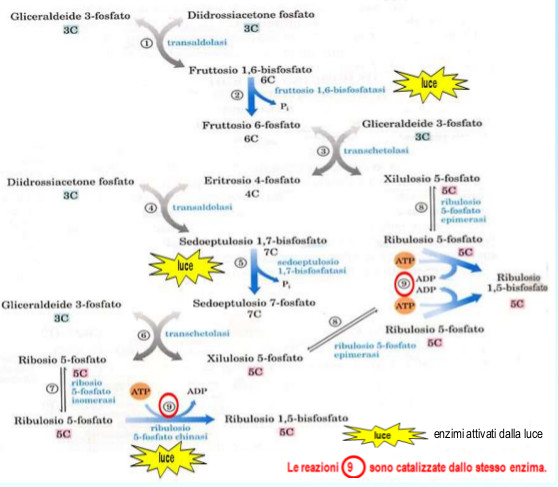 Gliceraldeide 3-fosfato
3C
Diidrossiacetone fosfato
3C
1
transaldolasi
Fruttosio 1,6-bisfosfato
6C
2
fruttosio 1,6-bisfosfatasi
luce
Pi
Fruttosio 6-fosfato
6C
Gliceraldeide 3-fosfato
3C
3
transchetolasi
Diidrossiacetone fosfato
3C
Eritrosio 4-fosfato
4C
Xilulosio 5-fosfato
5C
4
transaldolasi
8
ribulosio
5-fosfato
epimerasi
Sedoeptulosio 1,7-bisfosfato
7C
Ribulosio 5-fosfato
5C
luce
5
sedoeptulosio
1,7-bisfosfatasi
Pi
ATP
ADP
9
ADP
ATP
Ribulosio
1,5-bisfosfato
5C
Gliceraldeide 3-fosfato
3C
Sedoeptulosio 7-fosfato
7C
Ribulosio 5-fosfato
5C
6
transchetolasi
8
ribulosio 5-fosfato
epimerasi
Ribosio 5-fosfato
5C
Xilulosio 5-fosfato
5C
7
ribosio
5-fosfato
isomerasi
ATP
ADP
9
Ribulosio 5-fosfato
5C
ribulosio
5-fosfato chinasi
Ribulosio 1,5-bisfosfato
5C
luce
luce
enzimi attivati dalla luce
Le reazioni 9 sono catalizzate dallo stesso enzima.